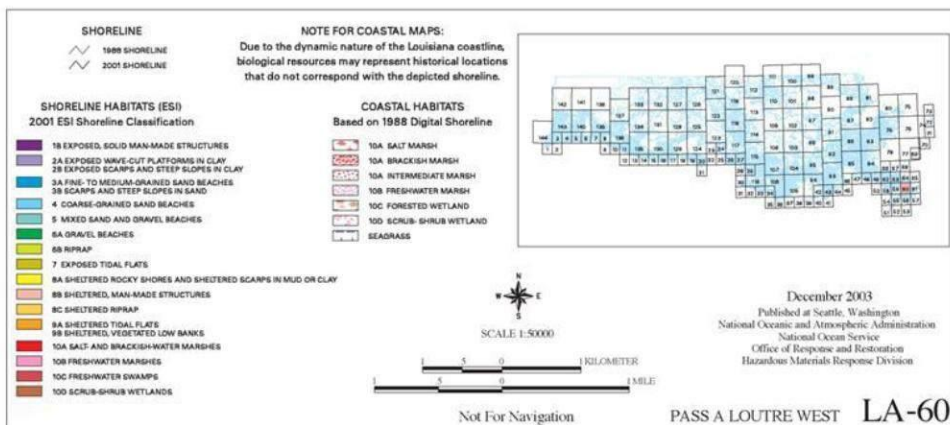 SHORELINE
1988 SHORELINE
2001 SHORELINE
NOTE FOR COASTAL MAPS:
Due to the dynamic nature of the Louisiana coastline,
biological resources may represent historical locations
that do not correspond with the depicted shoreline.
SHORELINE HABITATS (ESI)
2001 ESI Shoreline Classification
1B EXPOSED, SOLID MAN-MADE STRUCTURES
2A EXPOSED WAVE-CUT PLATFORMS IN CLAY
2B EXPOSED SCARPS AND STEEP SLOPES IN CLAY
3A FINE- TO MEDIUM-GRAINED SAND BEACHES
3B SCARPS AND STEEP SLOPES IN SAND
4 COARSE-GRAINED SAND BEACHES
5 MIXED SAND AND GRAVEL BEACHES
6A GRAVEL BEACHES
6B RIPRAP
7 EXPOSED TIDAL FLATS
8A SHELTERED ROCKY SHORES AND SHELTERED SCARPS IN MUD OR CLAY
8B SHELTERED, MAN-MADE STRUCTURES
8C SHELTERED RIPRAP
9A SHELTERED TIDAL FLATS
9B SHELTERED, VEGETATED LOW BANKS
10A SALT- AND BRACKISH-WATER MARSHES
10B FRESHWATER MARSHES
10C FRESHWATER SWAMPS
10D SCRUB-SHRUB WETLANDS
COASTAL HABITATS
Based on 1988 Digital Shoreline
10A SALT MARSH
10A BRACKISH MARSH
10A INTERMEDIATE MARSH
10B FRESHWATER MARSH
10C FORESTED WETLAND
10D SCRUB- SHRUB WETLAND
SEAGRASS
N
W E
S
SCALE 1:50000
1 .5 0 1 KILOMETER
1 .5 0 1 MILE
Not For Navigation
December 2003
Published at Seattle, Washington
National Oceanic and Atmospheric Administration
National Ocean Service
Office of Response and Restoration
Hazardous Materials Response Division
PASS A LOUTRE WEST LA-60